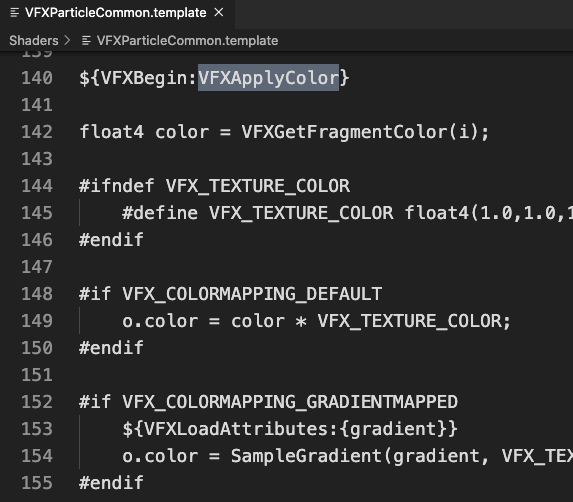 VFXParticleCommon.template ×
Shaders > VFXParticleCommon.template
139
140 ${VFXBegin:VFXApplyColor}
141
142 float4 color = VFXGetFragmentColor(i);
143
144 #ifndef VFX_TEXTURE_COLOR
145 #define VFX_TEXTURE_COLOR float4(1.0,1.0,1
146 #endif
147
148 #if VFX_COLORMAPPING_DEFAULT
149 o.color = color * VFX_TEXTURE_COLOR;
150 #endif
151
152 #if VFX_COLORMAPPING_GRADIENTMAPPED
153 ${VFXLoadAttributes:{gradient}}
154 o.color = SampleGradient(gradient, VFX_TEX
155 #endif